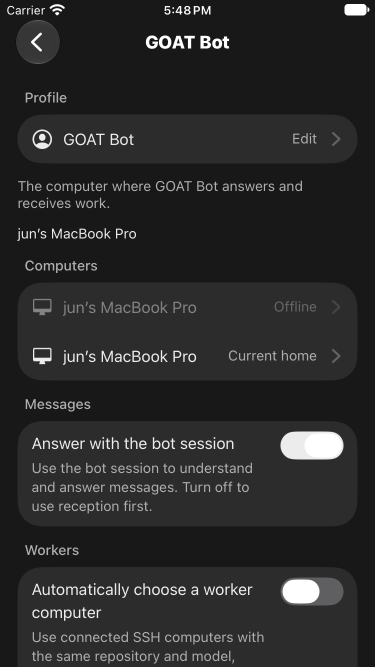 Carrier 5:48 PM
GOAT Bot
Profile
GOAT Bot Edit
The computer where GOAT Bot answers and
receives work.
jun’s MacBook Pro
Computers
jun’s MacBook Pro Offline
jun’s MacBook Pro Current home
Messages
Answer with the bot session
Use the bot session to understand
and answer messages. Turn off to
use reception first.
Workers
Automatically choose a worker
computer
Use connected SSH computers with
the same repository and model,